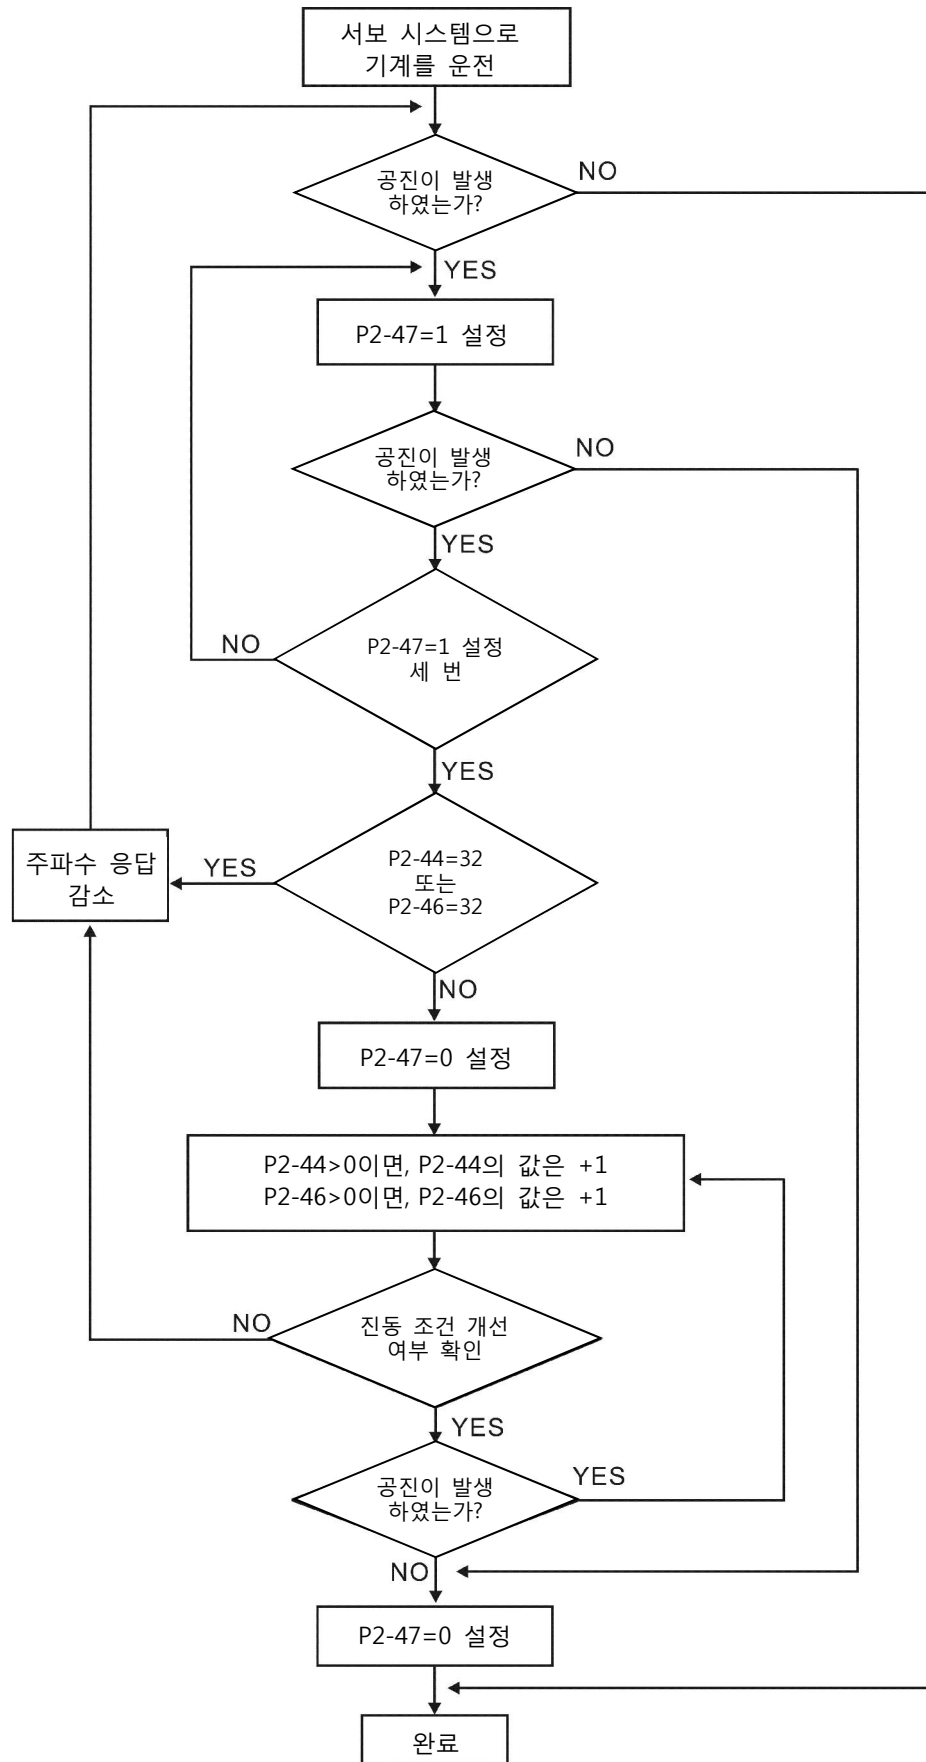 서보 시스템으로
기계를 운전
공진이 발생
하였는가?
NO
YES
P2-47=1 설정
공진이 발생
하였는가?
NO
YES
P2-47=1 설정
세 번
NO
YES
P2-44=32
또는
P2-46=32
YES
주파수 응답
감소
NO
P2-47=0 설정
P2-44>0이면, P2-44의 값은 +1
P2-46>0이면, P2-46의 값은 +1
진동 조건 개선
여부 확인
NO
YES
공진이 발생
하였는가?
YES
NO
P2-47=0 설정
완료